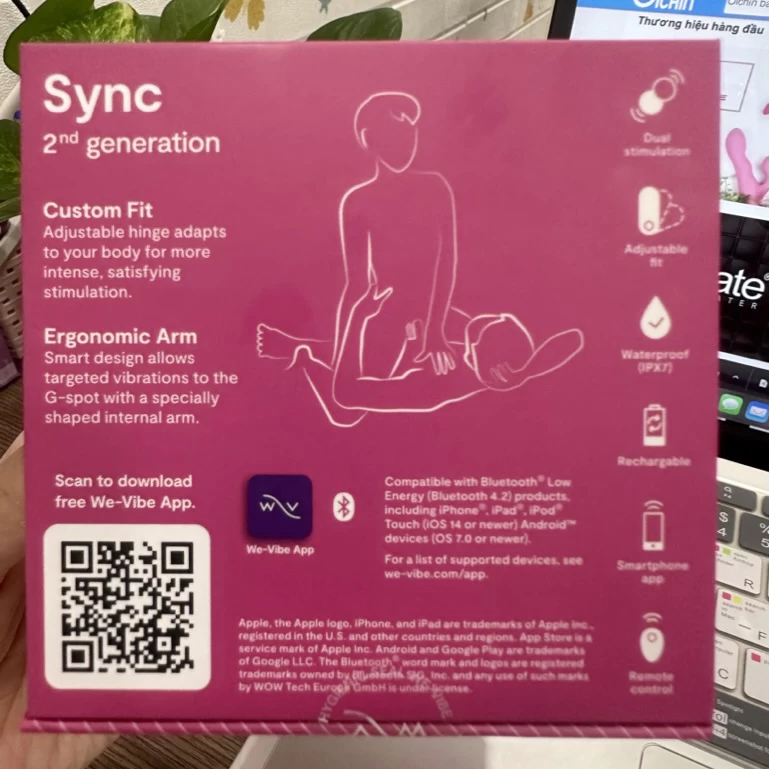 Sync
2nd generation
Custom Fit
Adjustable hinge adapts
to your body for more
intense, satisfying
stimulation.
Ergonomic Arm
Smart design allows
targeted vibrations to the
G-spot with a specially
shaped internal arm.
Scan to download
free We-Vibe App.
We-Vibe App
Compatible with Bluetooth® Low
Energy (Bluetooth 4.2) products,
including iPhone®, iPad®, iPod®
Touch (iOS 14 or newer) Android™
devices (OS 7.0 or newer).
For a list of supported devices, see
we-vibe.com/app.
Apple, the Apple logo, iPhone, and iPad are trademarks of Apple Inc.,
registered in the U.S. and other countries and regions. App Store is a
service mark of Apple Inc. Android and Google Play are trademarks
of Google LLC. The Bluetooth® word mark and logos are registered
trademarks owned by Bluetooth SIG, Inc. and any use of such marks
by WOW Tech Europe GmbH is under license.
Dual
stimulation
Adjustable
fit
Waterproof
(IPX7)
Rechargeable
Smartphone
app
Remote
control
Thương hiệu hàng đầu
ate
$
4
%
5
R
F
C